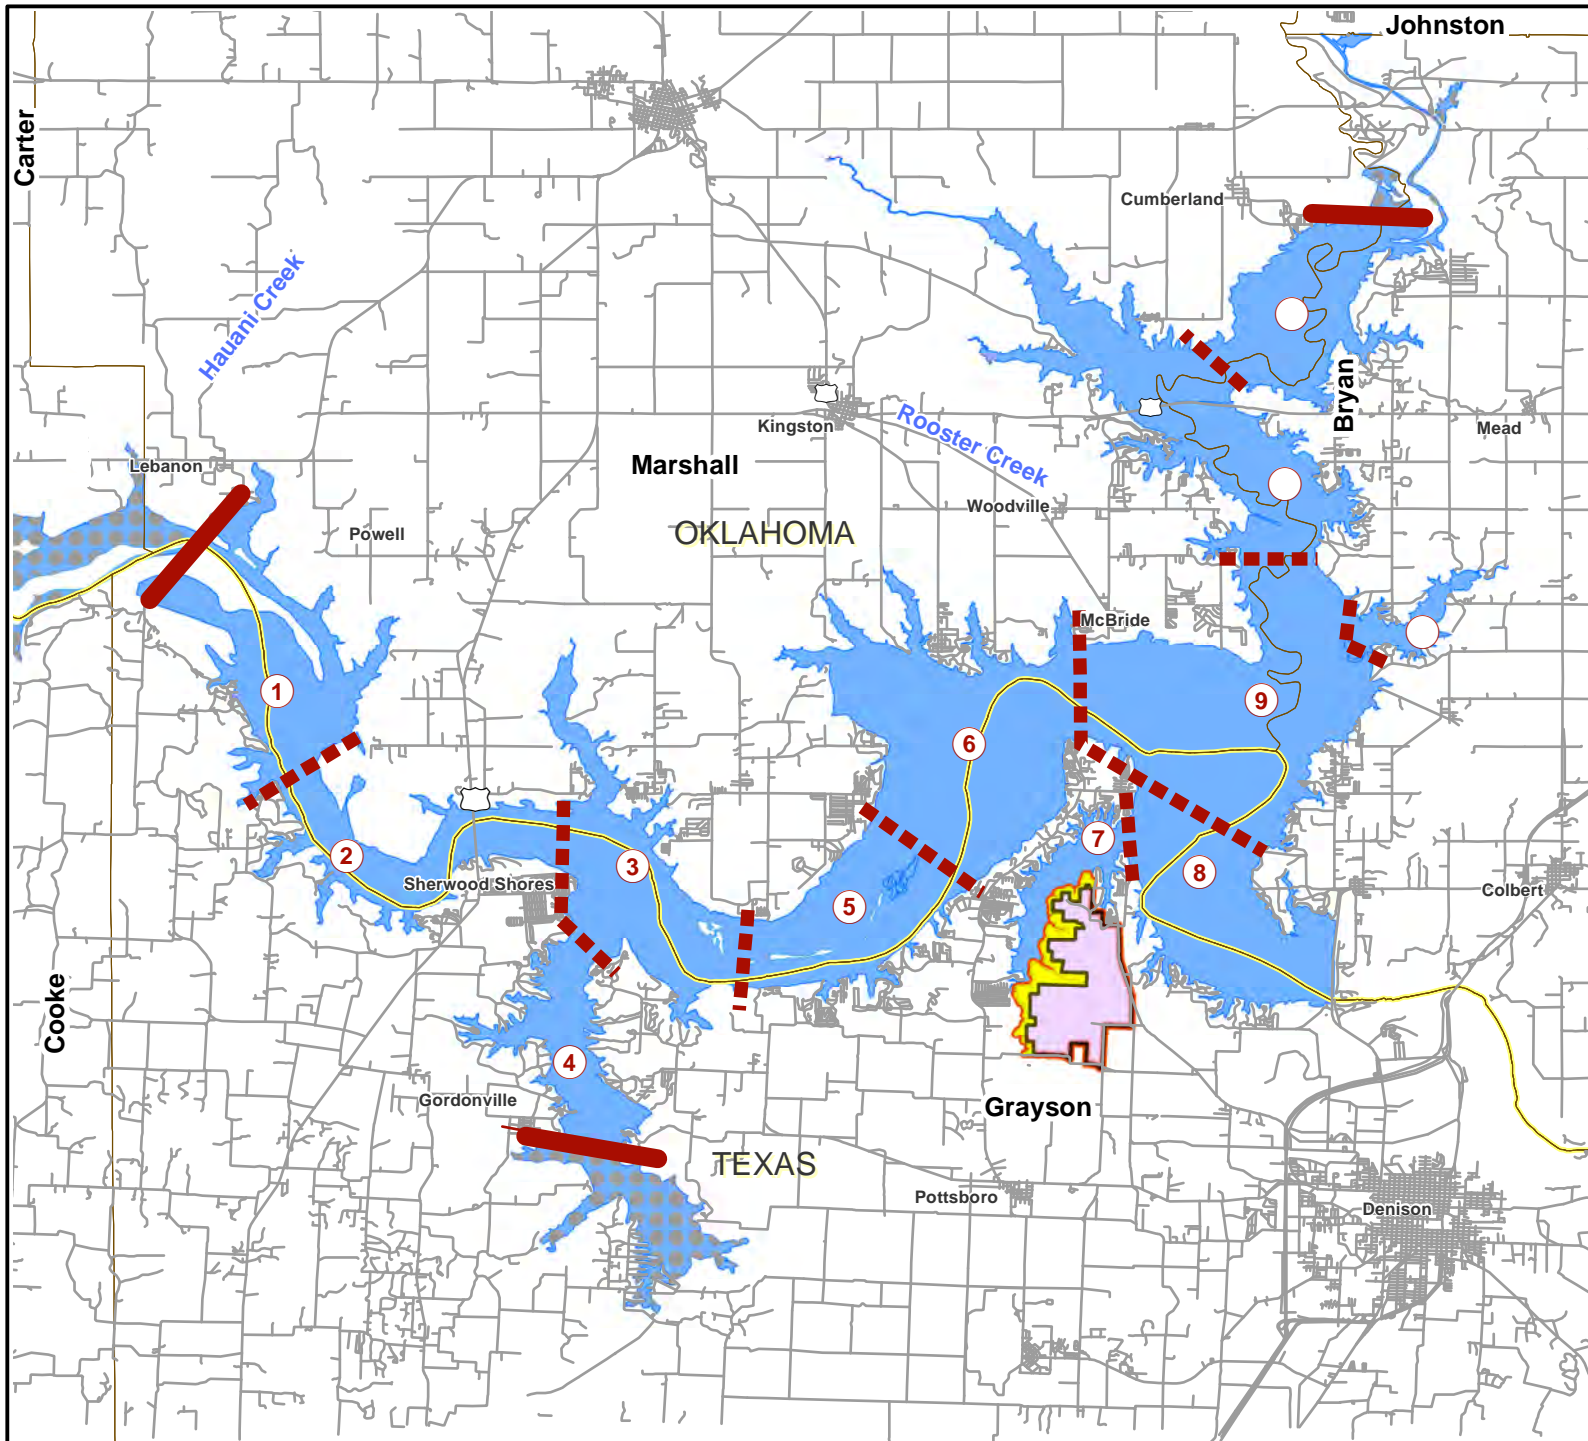 Johnston
Carter
Cumberland
Hauani Creek
Bryan
Kingston
Rooster Creek
Mead
Marshall
Lebanon
Woodville
Powell
OKLAHOMA
McBride
1
9
6
7
2
3
8
Sherwood Shores
Colbert
5
Cooke
4
Gordonville
Grayson
TEXAS
Pottsboro
Denison